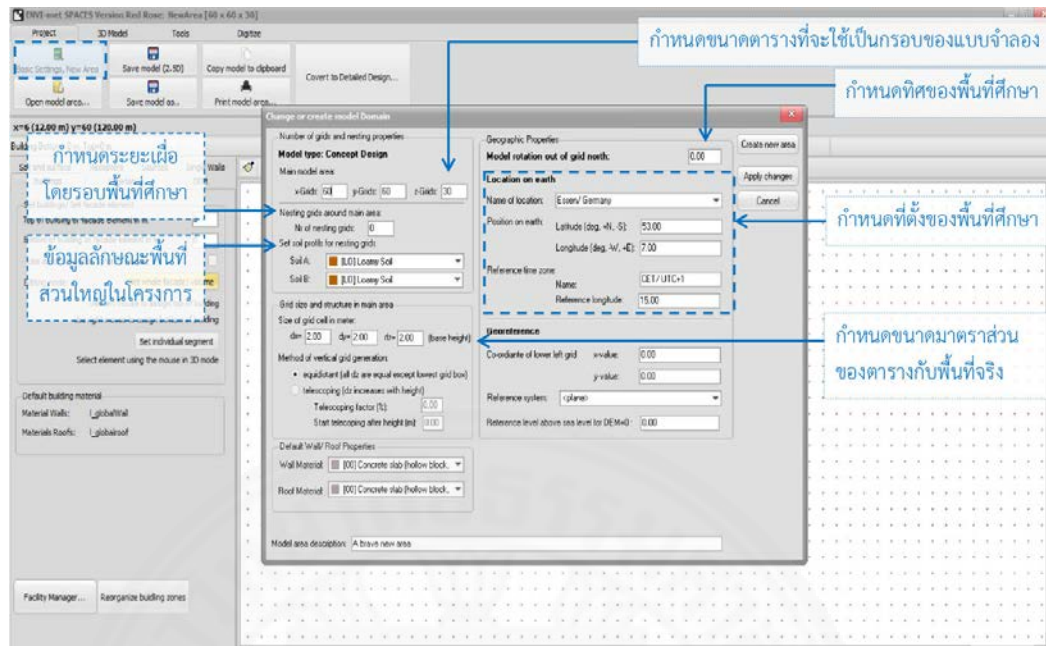 ENVI-met SPACES Version Red Rose: NewArea [60 x 60 x 30]
Project 3D Model Tools Digitize
Basic Settings, New Area
Save model (2.5D)
Copy model to clipboard
Covert to Detailed Design...
Open model area...
Save model as..
Print model area...
กำหนดขนาดตารางที่จะใช้เป็นกรอบของแบบจำลอง
กำหนดทิศของพื้นที่ศึกษา
x=6 (12.00 m) y=60 (120.00 m)
กำหนดระยะเผื่อ
โดยรอบพื้นที่ศึกษา
ข้อมูลลักษณะพื้นที่
ส่วนใหญ่ในโครงการ
Set individual segment
Select element using the mouse in 3D mode
Default building material
Material Walls: i_globalWall
Materials Roofs: i_globairoof
Facility Manager...
Reorganize building zones
Change or create model Domain
Number of grids and nesting properties
Model type: Concept Design
Main model area
x-Grids: 60 y-Grids: 60 z-Grids: 30
Nesting grids around main area:
Nr of nesting grids: 0
Set soil profils for nesting grids
Soil A: [LO] Loamy Soil
Soil B: [LO] Loamy Soil
Grid size and structure in main area
Size of grid cell in meter:
dx= 2.00 dy= 2.00 dz= 2.00 (base height)
Method of vertical grid generation:
equidistant (all dz are equal except lowest grid box)
telescoping (dz increases with height)
Telescoping factor (%): 0.00
Start telecoping after height (m): 0.00
Default Wall/ Roof Properties
Wall Material: [00] Concrete slab (hollow block,
Roof Material: [00] Concrete slab (hollow block,
Model area description: A brave new area
Geographic Properties
Model rotation out of grid north: 0.00
Location on earth
Name of location: Essen/ Germany
Position on earth: Latitude (deg, +N, -S): 53.00
Longitude (deg, -W, +E): 7.00
Reference time zone:
Name: CET/ UTC+1
Reference longitude: 15.00
Georeference
Co-ordiante of lower left grid x-value: 0.00
y-value: 0.00
Reference system: <plane>
Reference level above sea level for DEM=0 : 0.00
Create new area
Apply changes
Cancel
กำหนดที่ตั้งของพื้นที่ศึกษา
กำหนดขนาดมาตราส่วน
ของตารางกับพื้นที่จริง